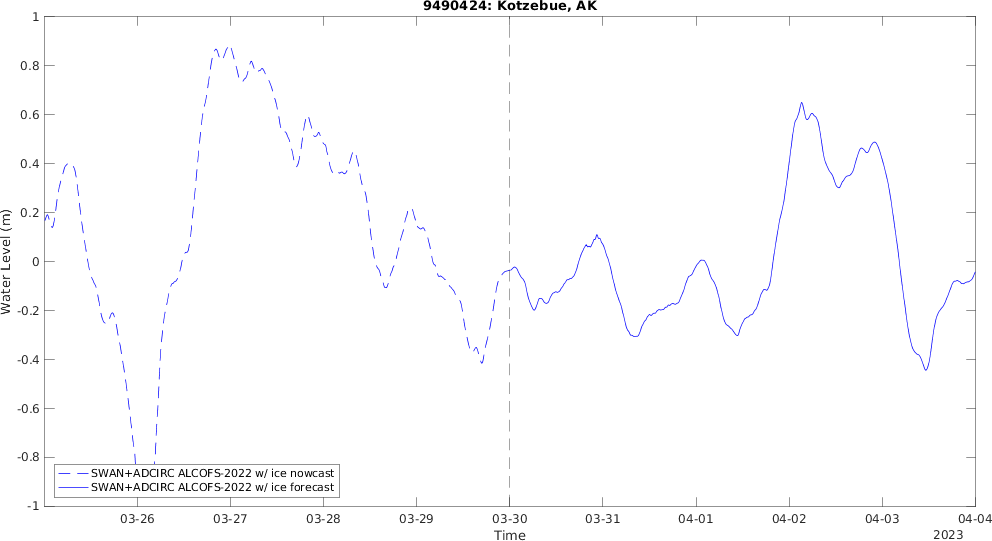 9490424: Kotzebue, AK
1
0.8
0.6
0.4
0.2
0
-0.2
-0.4
-0.6
-0.8
-1
Water Level (m)
SWAN+ADCIRC ALCOFS-2022 w/ ice nowcast
SWAN+ADCIRC ALCOFS-2022 w/ ice forecast
03-26 03-27 03-28 03-29 03-30 03-31 04-01 04-02 04-03 04-04
Time
2023